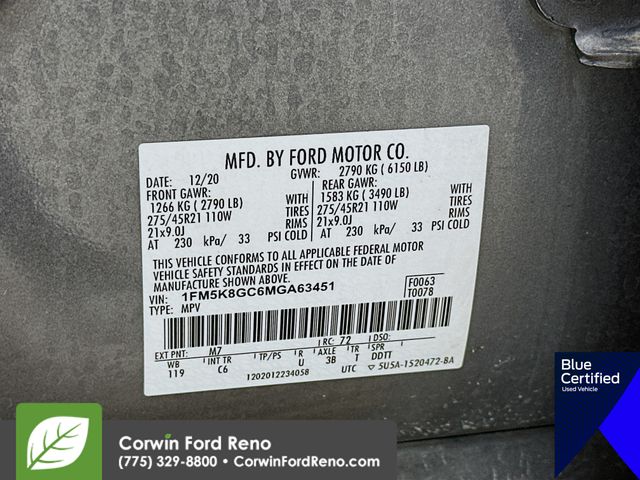 MFD. BY FORD MOTOR CO.
DATE: 12/20 GVWR: 2790 KG ( 6150 LB)
FRONT GAWR: REAR GAWR:
1266 KG ( 2790 LB) WITH 1583 KG ( 3490 LB) WITH
275/45R21 110W TIRES 275/45R21 110W TIRES
21x9.0J RIMS 21x9.0J RIMS
AT 230 kPa/ 33 PSI COLD AT 230 kPa/ 33 PSI COLD
THIS VEHICLE CONFORMS TO ALL APPLICABLE FEDERAL MOTOR
VEHICLE SAFETY STANDARDS IN EFFECT ON THE DATE OF
MANUFACTURE SHOWN ABOVE.
VIN: 1FM5K8GC6MGA63451 F0063
TYPE: MPV T0078
EXT PNT: M7 RC: 72 DSO:
WB INT TR TP/PS R AXLE TR SPR
119 C6 U 3B T DDTT
1202012234058 UTC ▽ 5U5A-1520472-BA
Blue
Certified
Used Vehicle
Corwin Ford Reno
(775) 329-8800 • CorwinFordReno.com